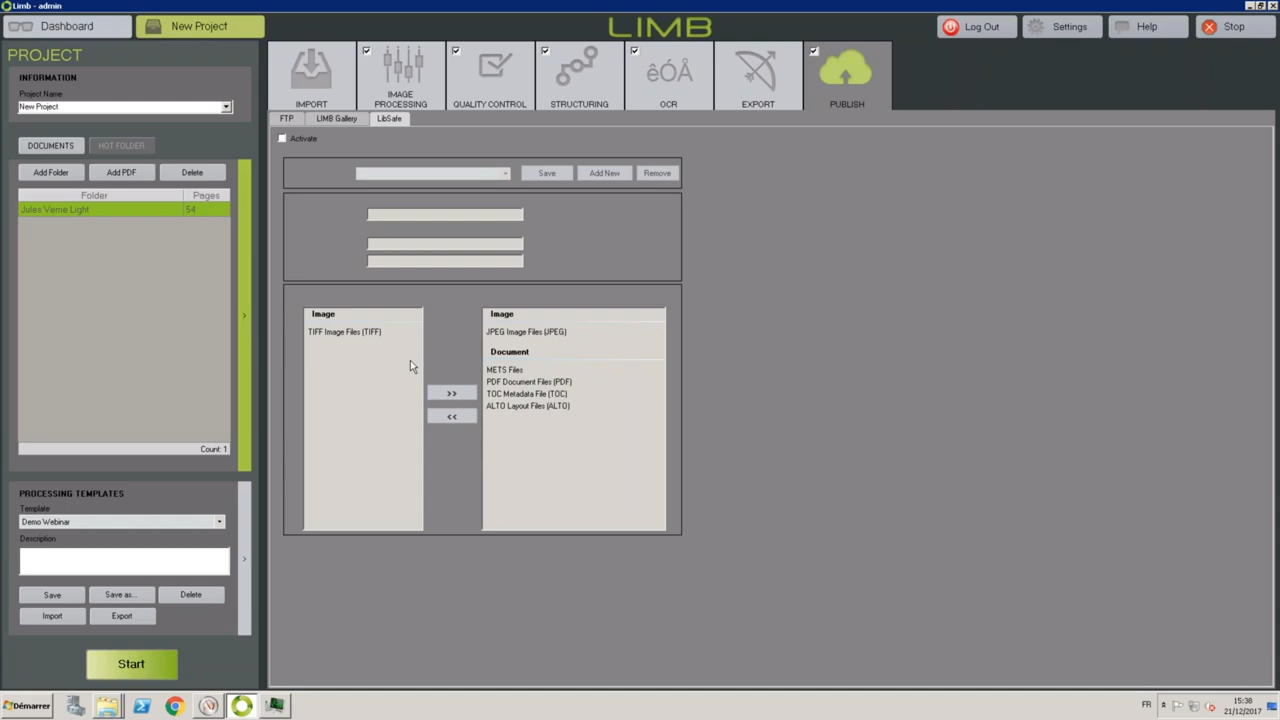 Limb - admin
Dashboard
New Project
LIMB
Log Out
Settings
Help
Stop
PROJECT
INFORMATION
Project Name
New Project
DOCUMENTS
HOT FOLDER
Add Folder
Add PDF
Delete
Folder
Pages
Jules Verne Light
54
Count: 1
PROCESSING TEMPLATES
Template
Demo Webinar
Description
Save
Save as...
Delete
Import
Export
Start
IMPORT
IMAGE
PROCESSING
QUALITY CONTROL
STRUCTURING
êÓÅ
OCR
EXPORT
PUBLISH
FTP
LIMB Gallery
LibSafe
Activate
Save
Add New
Remove
Image
TIFF Image Files (TIFF)
>>
<<
Image
JPEG Image Files (JPEG)
Document
METS Files
PDF Document Files (PDF)
TOC Metadata File (TOC)
ALTO Layout Files (ALTO)
Démarrer
FR
15:38
21/12/2017